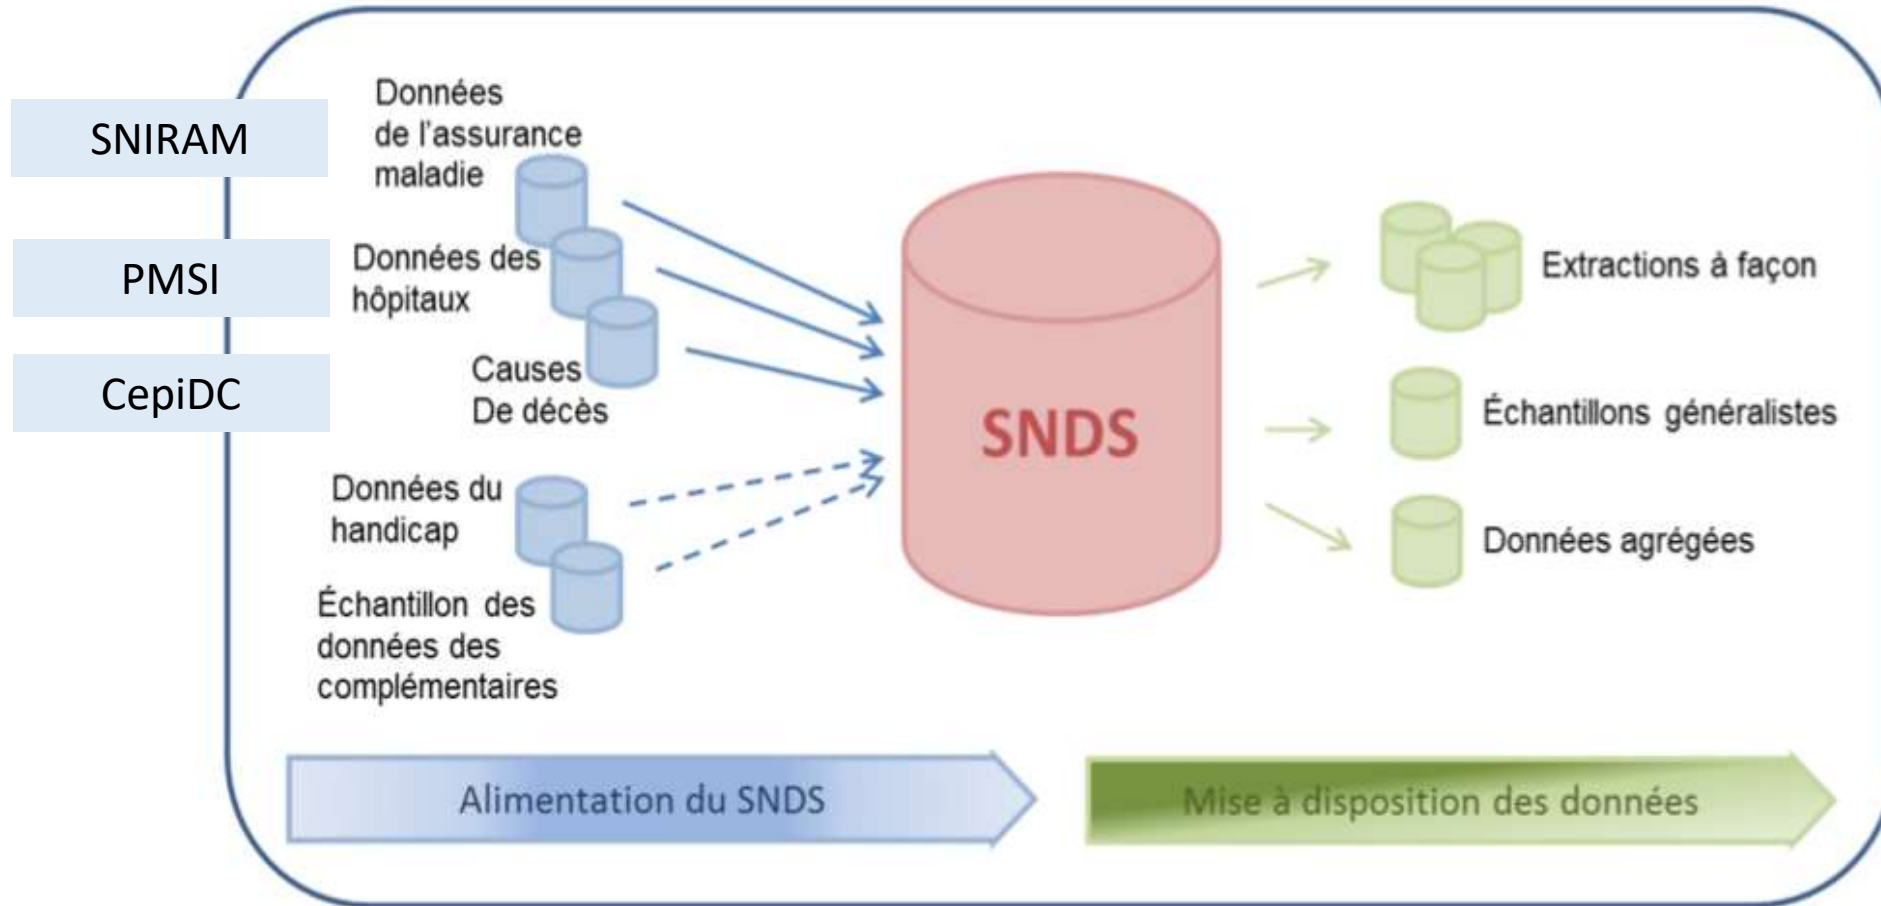 SNIRAM
Données
de l'assurance
maladie
PMSI
Données des
hôpitaux
CepiDC
Causes
De décès
Données du
handicap
Échantillon des
données des
complémentaires
SNDS
Extractions à façon
Échantillons généralistes
Données agrégées
Alimentation du SNDS
Mise à disposition des données